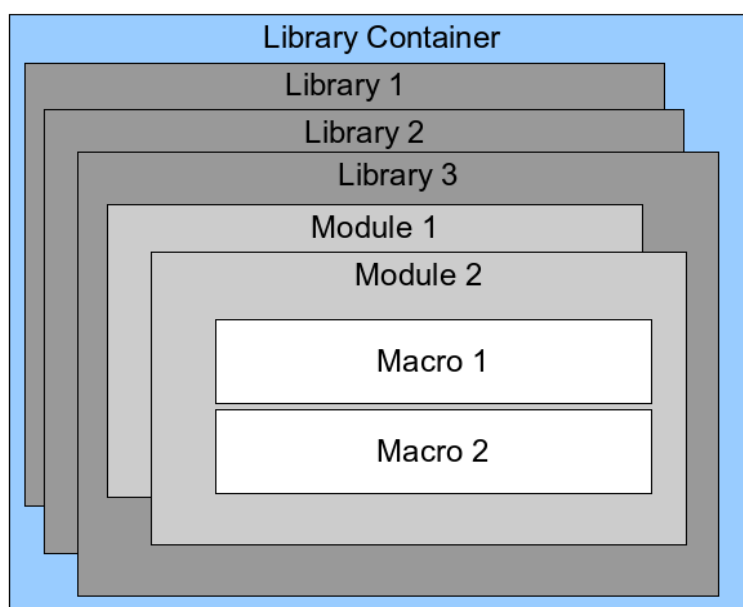 Library Container
Library 1
Library 2
Library 3
Module 1
Module 2
Macro 1
Macro 2